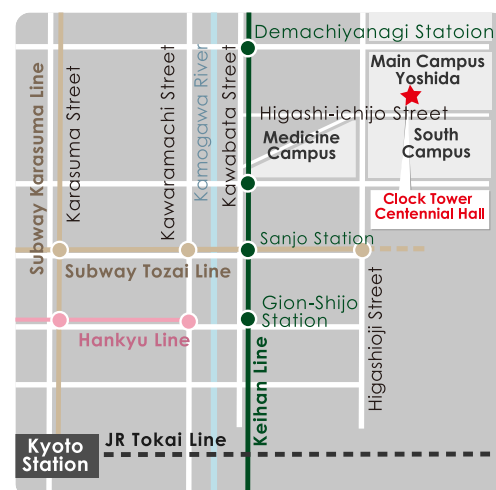 Demachiyanagi Statoion
Main Campus
Yoshida
Higashi-ichijo Street
Medicine
Campus
South
Campus
Clock Tower
Centennial Hall
Subway Karasuma Line
Karasuma Street
Kawaramachi Street
Kamogawa River
Kawabata Street
Sanjo Station
Subway Tozai Line
Gion-Shijo
Station
Hankyu Line
Keihan Line
Higashioji Street
Kyoto
Station
JR Tokai Line